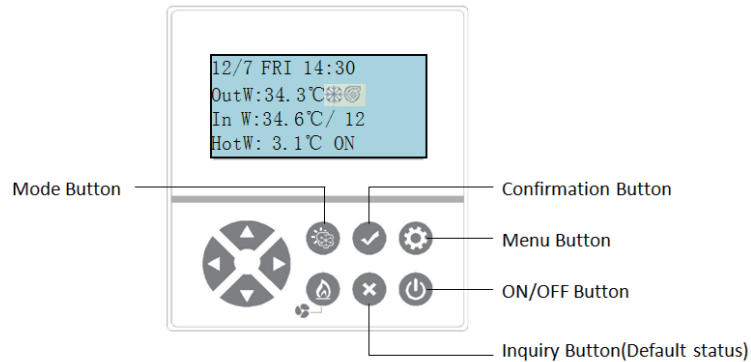 12/7 FRI 14:30
OutW:34.3℃
In W:34.6℃/ 12
HotW: 3.1℃ ON
Mode Button
Confirmation Button
Menu Button
ON/OFF Button
Inquiry Button(Default status)